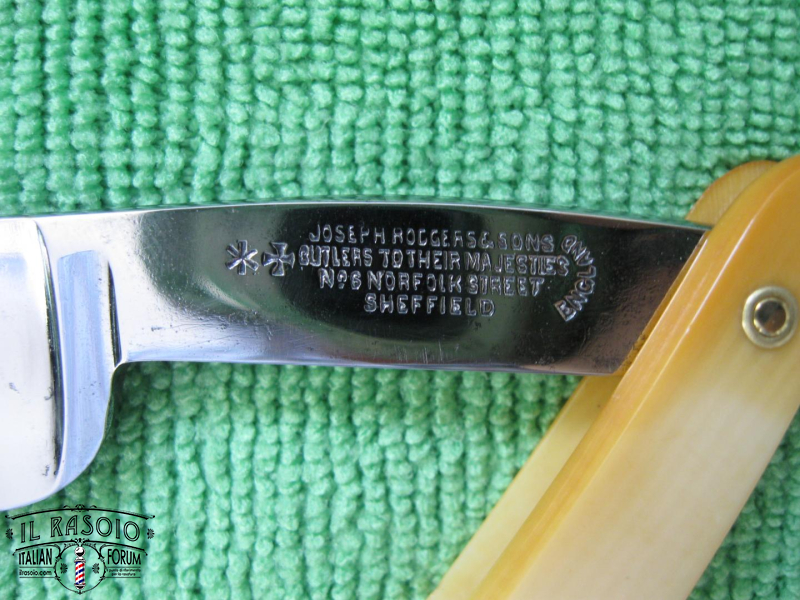 JOSEPH RODGERS & SONS
CUTLERS TO THEIR MAJESTIES
No 6 NORFOLK STREET
SHEFFIELD
ENGLAND
IL RASOIO
ITALIAN FORUM
ilrasoio.com